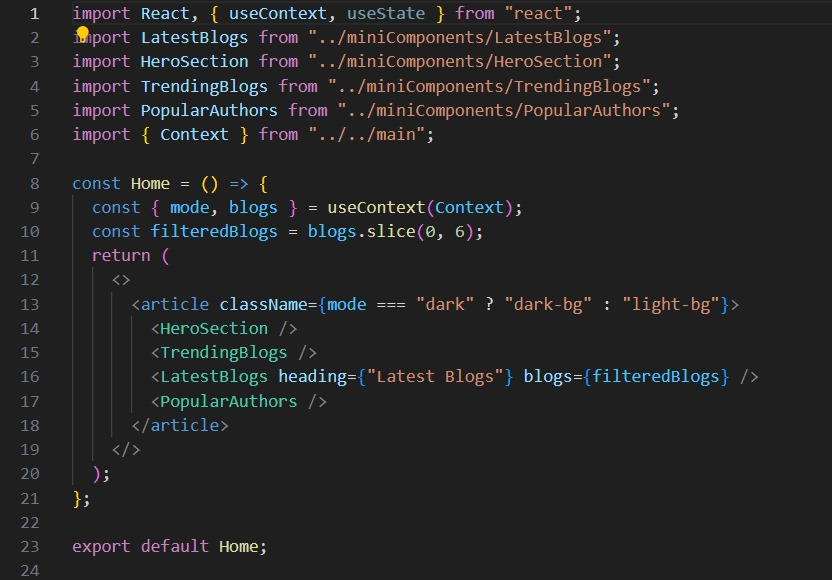 1 import React, { useContext, useState } from "react";
2 import LatestBlogs from "../miniComponents/LatestBlogs";
3 import HeroSection from "../miniComponents/HeroSection";
4 import TrendingBlogs from "../miniComponents/TrendingBlogs";
5 import PopularAuthors from "../miniComponents/PopularAuthors";
6 import { Context } from "../../main";
7
8 const Home = () => {
9   const { mode, blogs } = useContext(Context);
10   const filteredBlogs = blogs.slice(0, 6);
11   return (
12     <>
13       <article className={mode === "dark" ? "dark-bg" : "light-bg"}>
14         <HeroSection />
15         <TrendingBlogs />
16         <LatestBlogs heading={"Latest Blogs"} blogs={filteredBlogs} />
17         <PopularAuthors />
18       </article>
19     </>
20   );
21 };
22
23 export default Home;
24